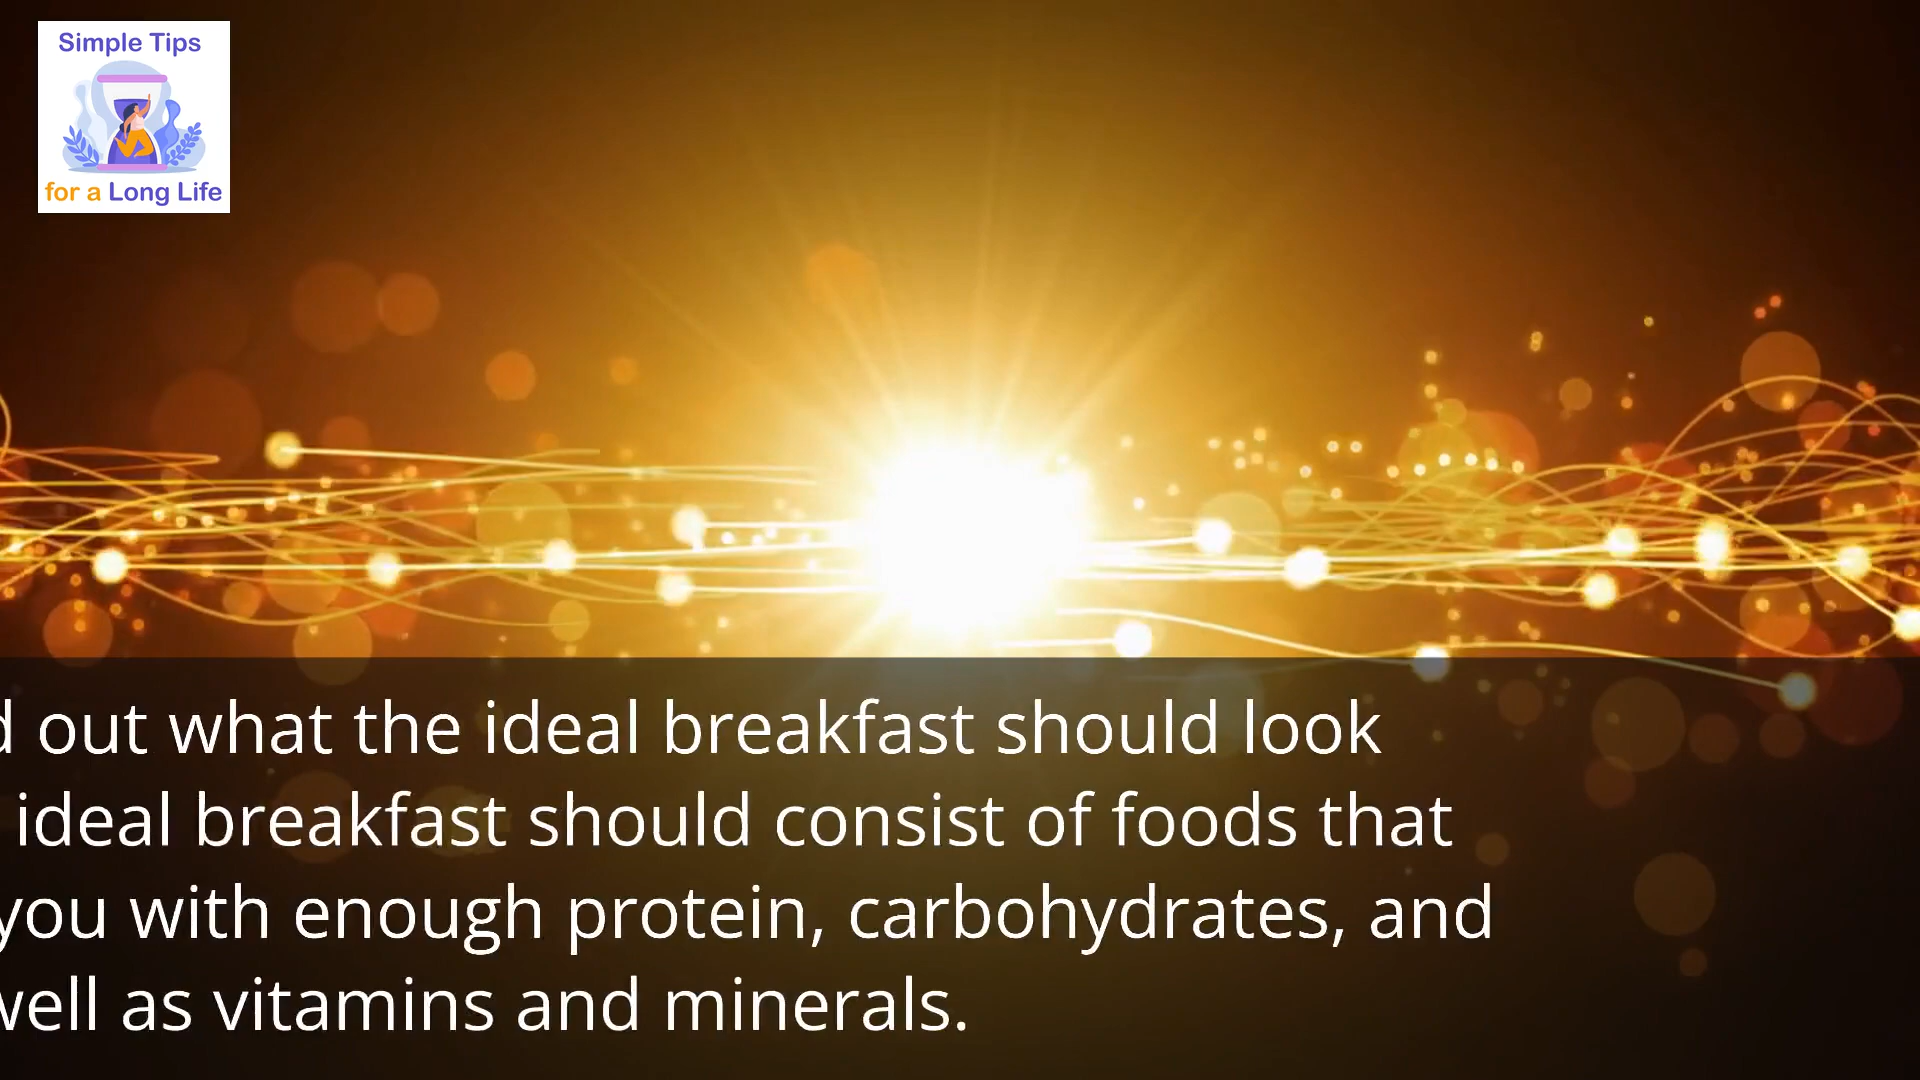 Simple Tips
for a Long Life
out what the ideal breakfast should look
ideal breakfast should consist of foods that
you with enough protein, carbohydrates, and
well as vitamins and minerals.